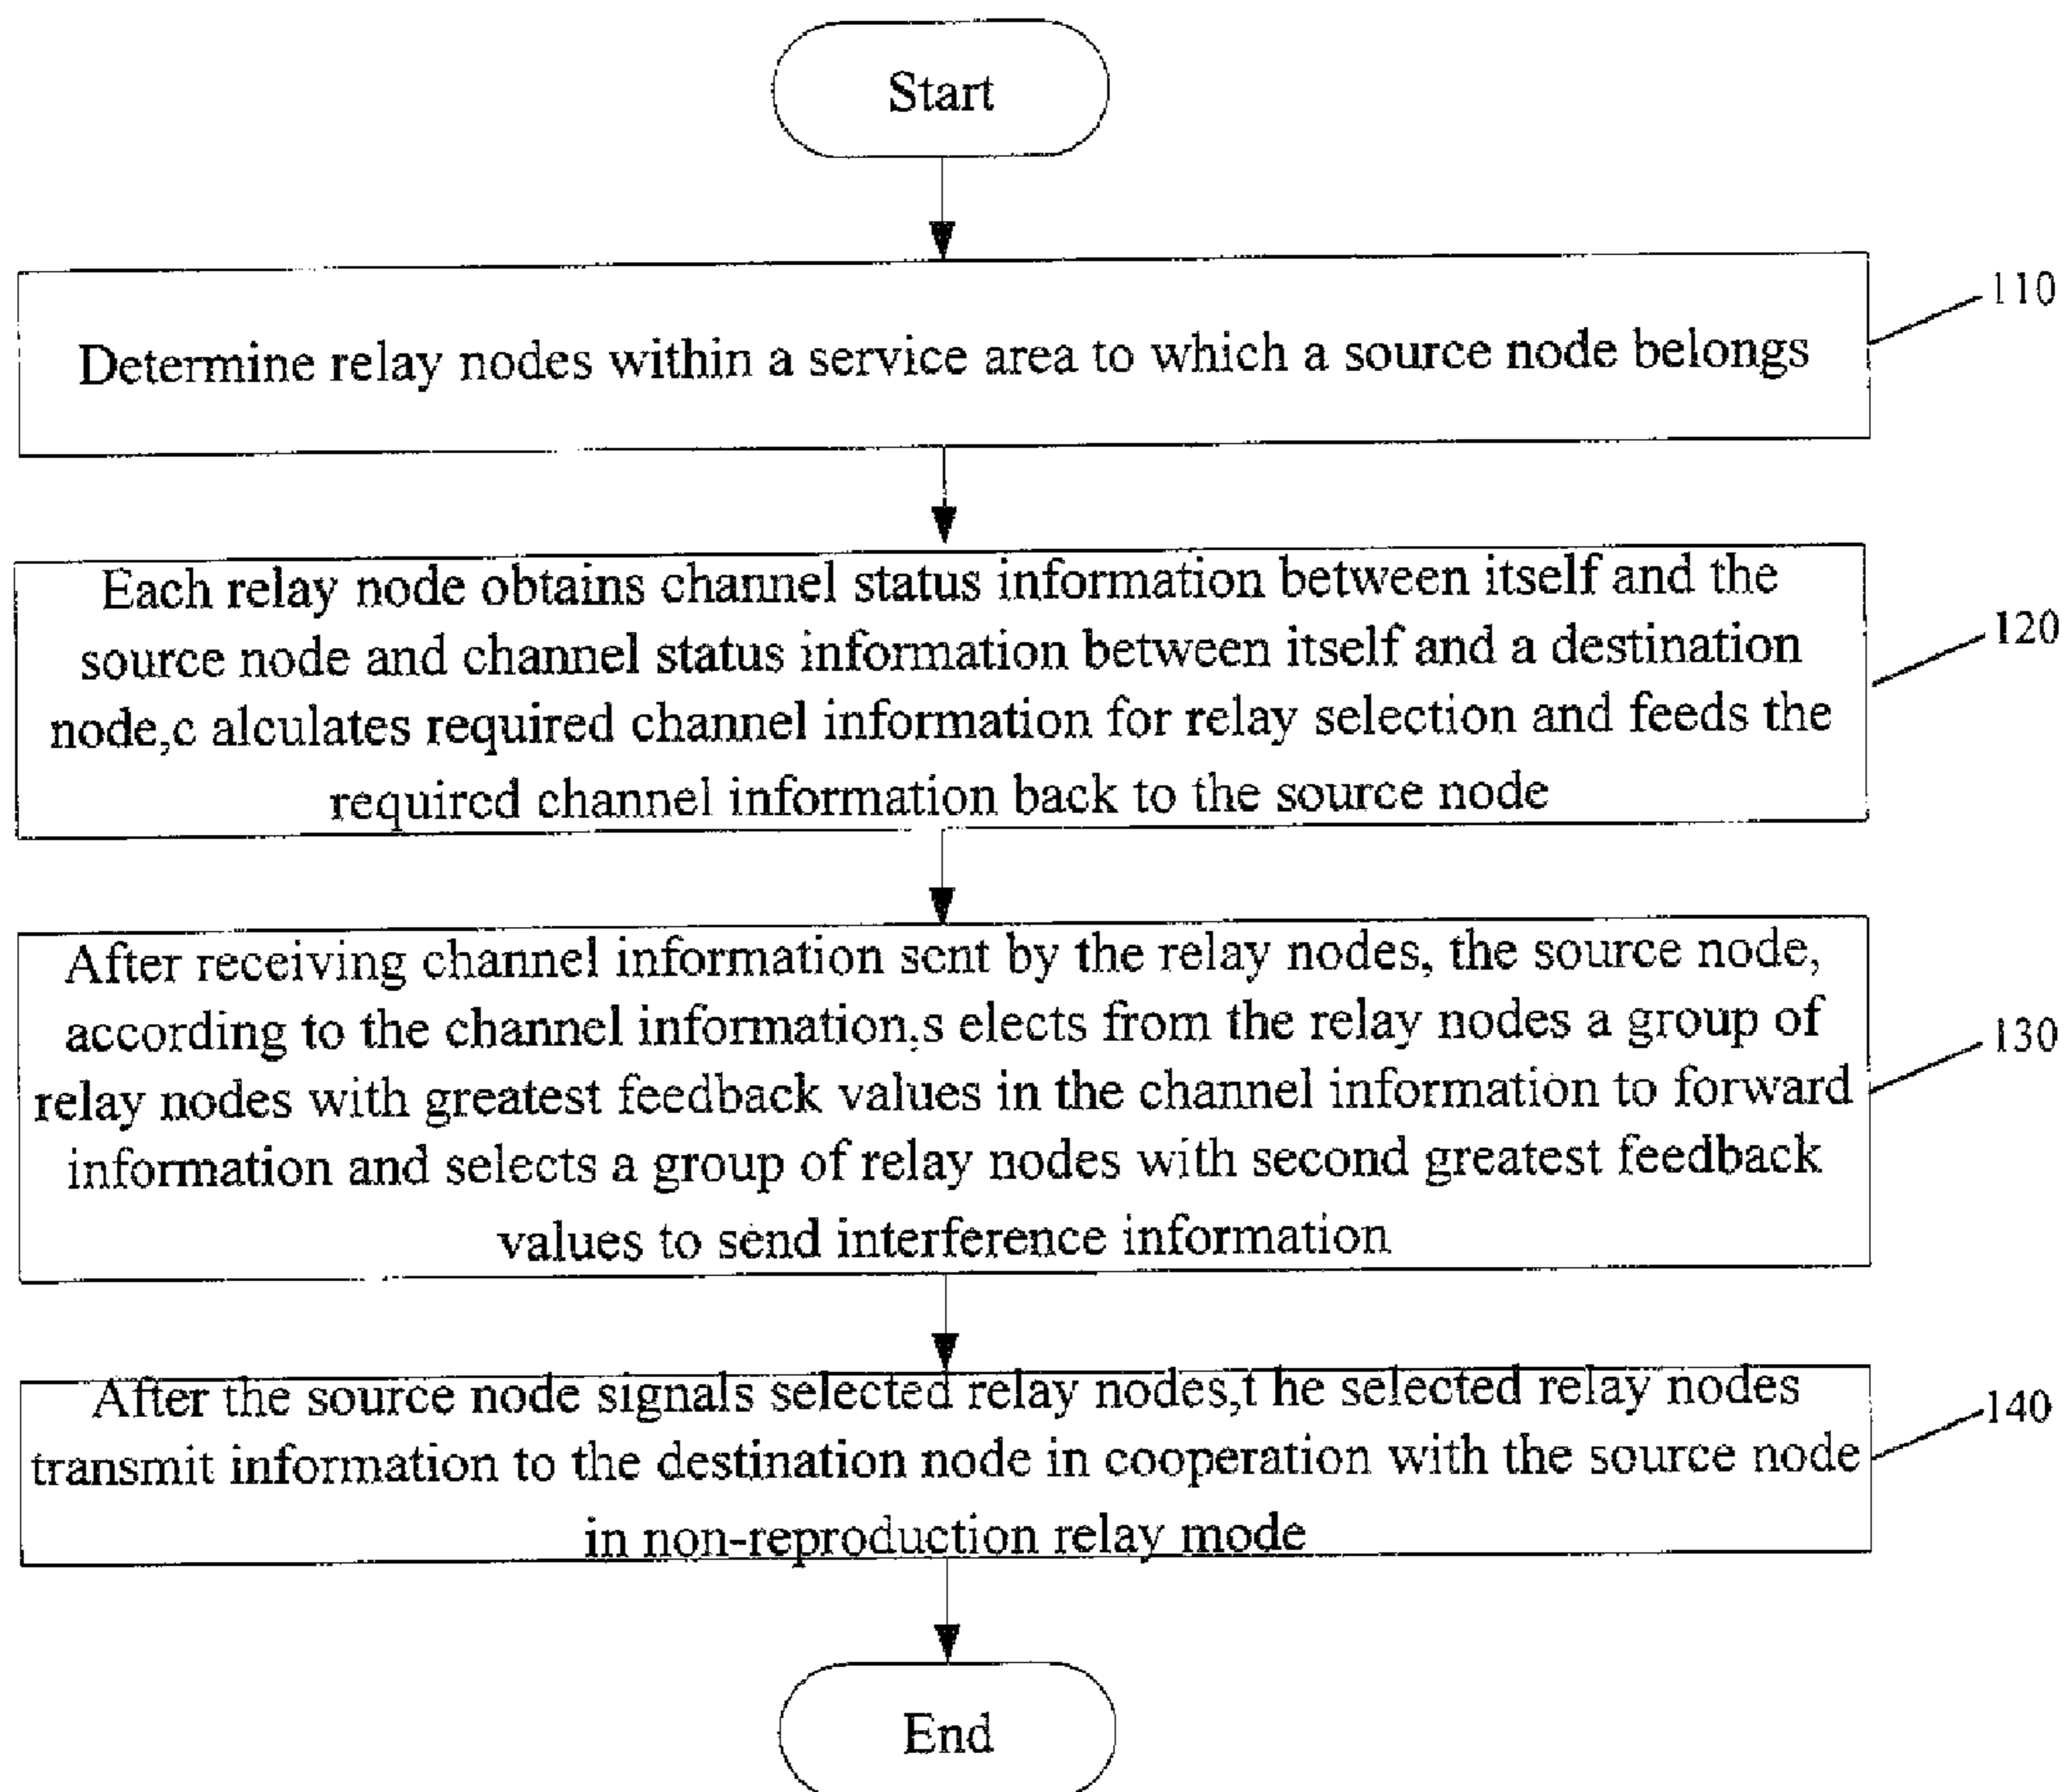 Start
110
Determine relay nodes within a service area to which a source node belongs
Each relay node obtains channel status information between itself and the
120
source node and channel status information between itself and a destination
node,c alculates required channel information for relay selection and feeds the
required channel information back to the source node
After receiving channel information sent by the relay nodes, the source node,
according to the channel information,s elects from the relay nodes a group of
130
relay nodes with greatest feedback values in the channel information to forward
information and selects a group of relay nodes with second greatest feedback
values to send interference information
After the source node signals selected relay nodes,t he selected relay nodes
140
transmit information to the destination node in cooperation with the source node
in non-reproduction relay mode
End